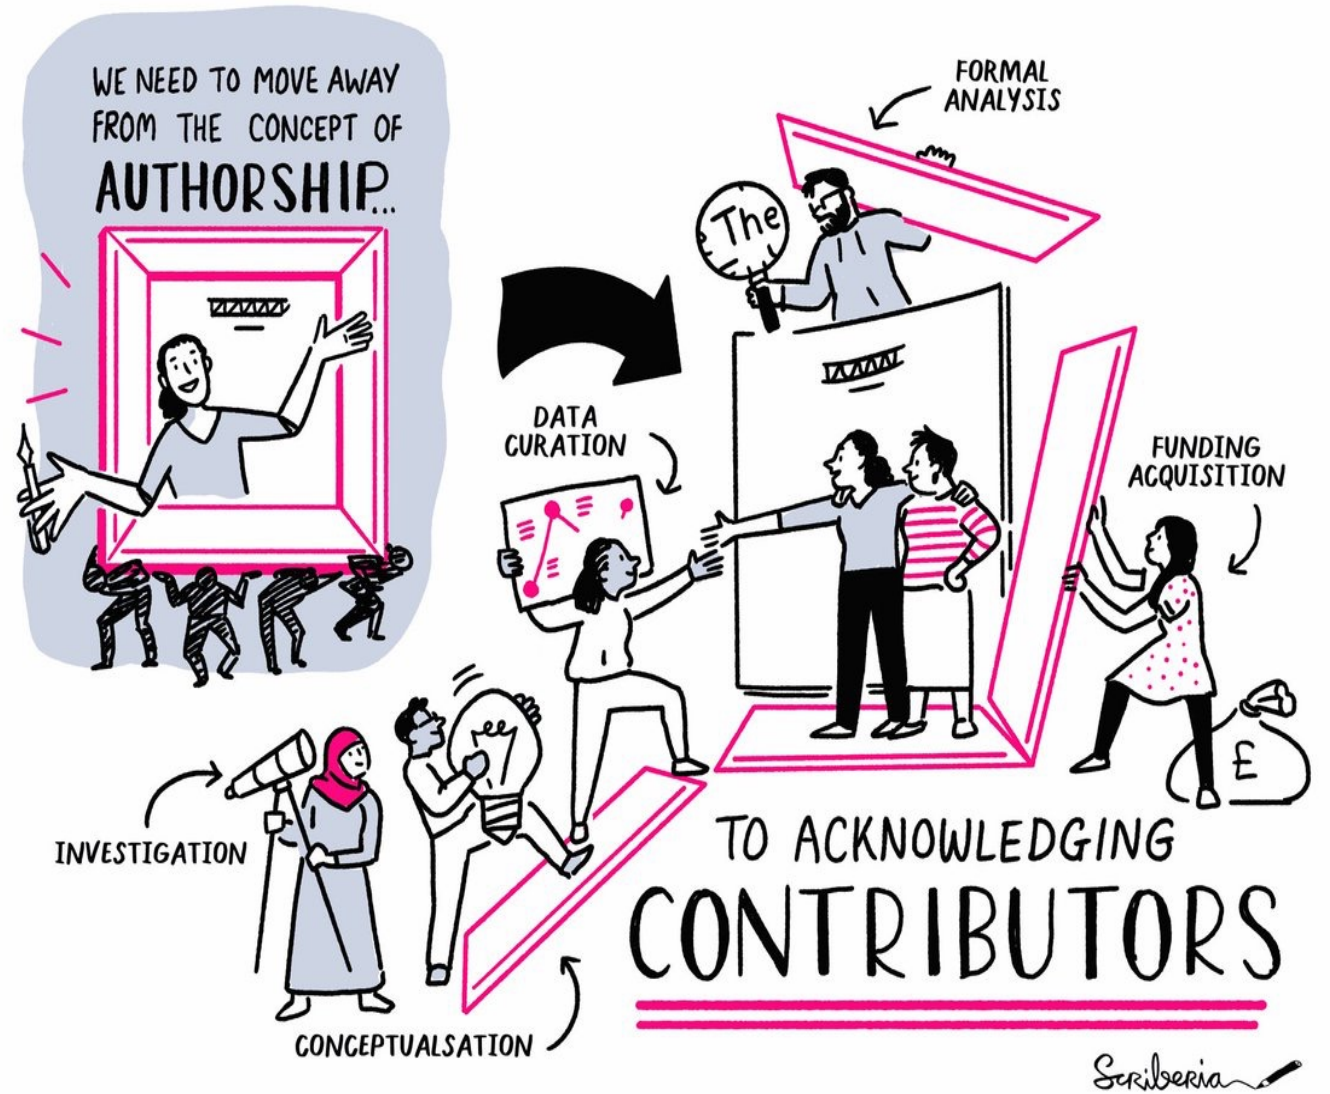 WE NEED TO MOVE AWAY
FROM THE CONCEPT OF
AUTHORSHIP...
FORMAL
ANALYSIS
The
DATA
CURATION
FUNDING
ACQUISITION
£
INVESTIGATION
CONCEPTUALSATION
TO ACKNOWLEDGING
CONTRIBUTORS
Scriberia